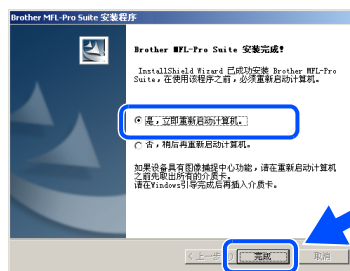 Brother MFL-Pro Suite 安装程序
Brother MFL-Pro Suite 安装完成!
InstallShield Wizard 已成功安装 Brother MFL-Pro
Suite,在使用该程序之前,必须重新启动计算机。
是,立即重新启动计算机。
否,稍后再重新启动计算机。
如果设备具有图像捕捉中心功能,请在重新启动计算机
之前先取出所有的介质卡。
请在Windows引导完成后再插入介质卡。
< 上一步
完成
取消